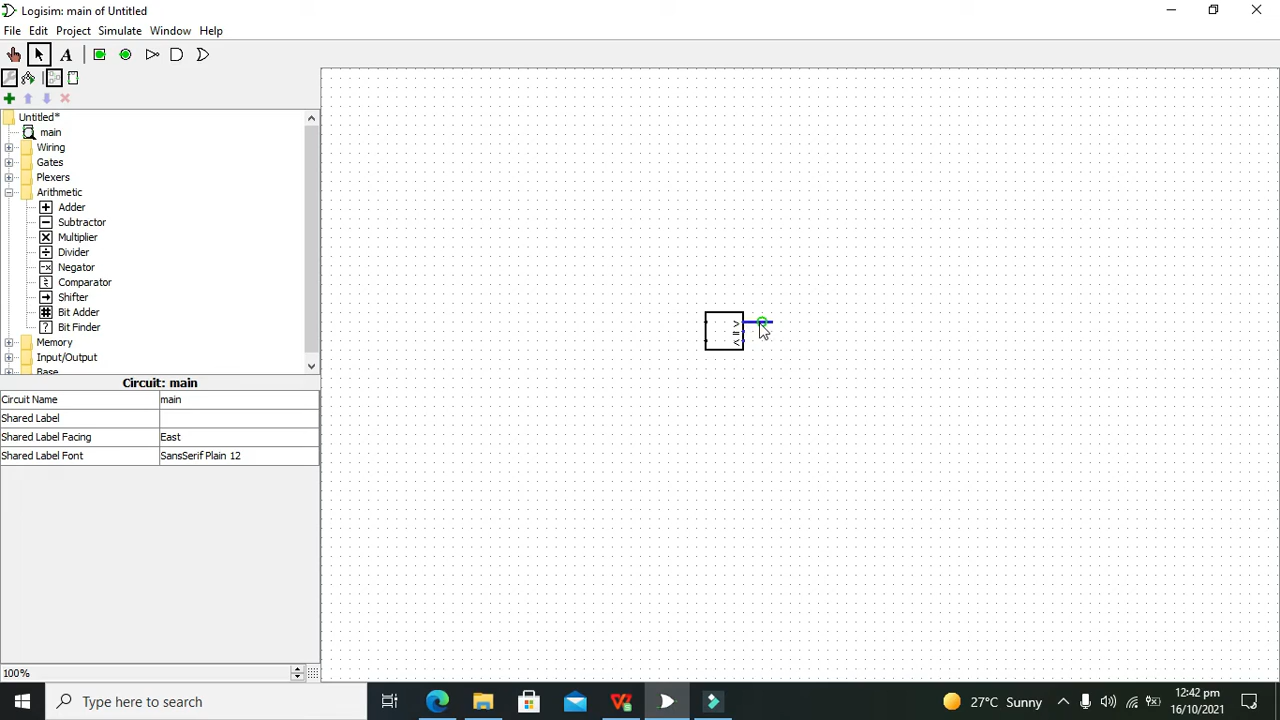 Logisim: main of Untitled
File Edit Project Simulate Window Help
A
Untitled*
main
Wiring
Gates
Plexers
Arithmetic
Adder
Subtractor
Multiplier
Divider
Negator
Comparator
Shifter
Bit Adder
Bit Finder
Memory
Input/Output
Base
Circuit: main
Circuit Name main
Shared Label
Shared Label Facing East
Shared Label Font SansSerif Plain 12
>
=
<
100%
Type here to search
27°C Sunny
12:42 pm
16/10/2021